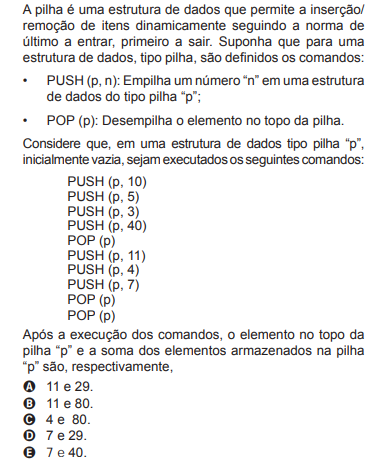 A pilha é uma estrutura de dados que permite a inserção/
remoção de itens dinamicamente seguindo a norma de
último a entrar, primeiro a sair. Suponha que para uma
estrutura de dados, tipo pilha, são definidos os comandos:
• PUSH (p, n): Empilha um número “n” em uma estrutura
de dados do tipo pilha “p”;
• POP (p): Desempilha o elemento no topo da pilha.
Considere que, em uma estrutura de dados tipo pilha “p”,
inicialmente vazia, sejam executados os seguintes comandos:
PUSH (p, 10)
PUSH (p, 5)
PUSH (p, 3)
PUSH (p, 40)
POP (p)
PUSH (p, 11)
PUSH (p, 4)
PUSH (p, 7)
POP (p)
POP (p)
Após a execução dos comandos, o elemento no topo da
pilha “p” e a soma dos elementos armazenados na pilha
“p” são, respectivamente,
A 11 e 29.
B 11 e 80.
C 4 e 80.
D 7 e 29.
E 7 e 40.